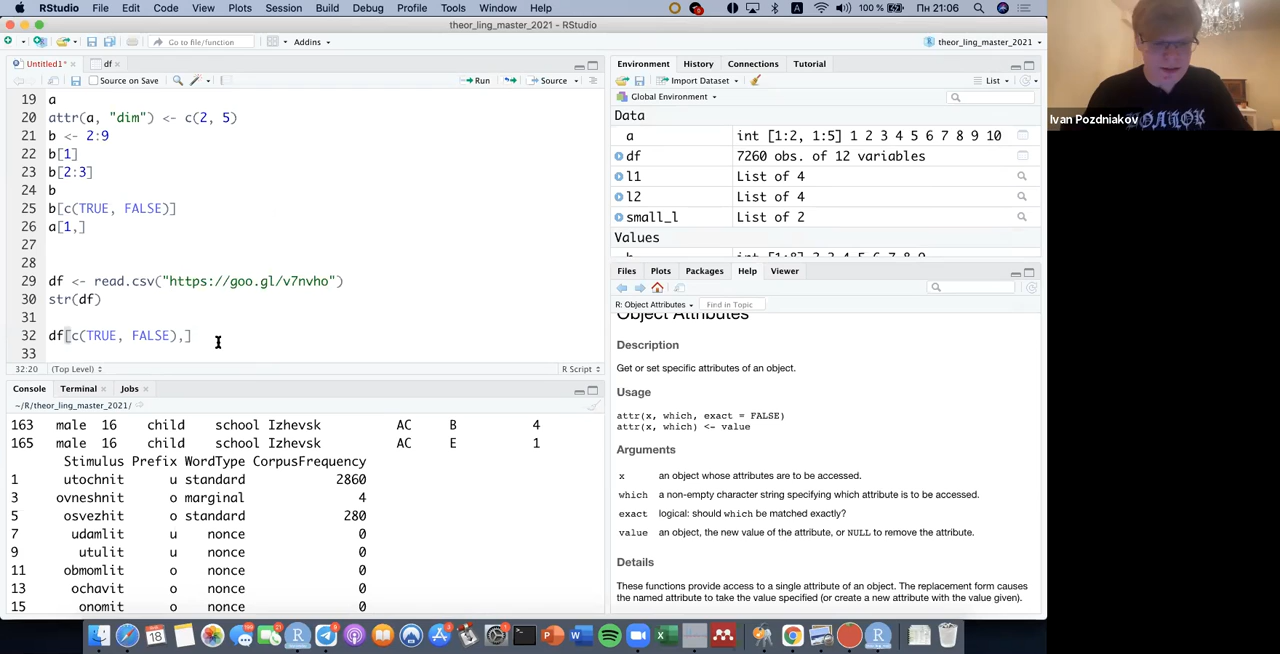 RStudio File Edit Code View Plots Session Build Debug Profile Tools Window Help 100 % Пн 21:06
theor_ling_master_2021 - RStudio
Go to file/function Addins theor_ling_master_2021
Untitled1* df
Source on Save Run Source
19 a
20 attr(a, "dim") <- c(2, 5)
21 b <- 2:9
22 b[1]
23 b[2:3]
24 b
25 b[c(TRUE, FALSE)]
26 a[1,]
27
28
29 df <- read.csv("https://goo.gl/v7nvho")
30 str(df)
31
32 df[c(TRUE, FALSE),]
33
32:20 (Top Level) R Script
Console Terminal Jobs
~/R/theor_ling_master_2021/
163 male 16 child school Izhevsk AC B 4
165 male 16 child school Izhevsk AC E 1
Stimulus Prefix WordType CorpusFrequency
1 utochnit u standard 2860
3 ovneshnit o marginal 4
5 osvezhit o standard 280
7 udamlit u nonce 0
9 utulit u nonce 0
11 obmomlit o nonce 0
13 ochavit o nonce 0
15 onomit o nonce 0
Environment History Connections Tutorial
Import Dataset List
Global Environment
Data
a int [1:2, 1:5] 1 2 3 4 5 6 7 8 9 10
df 7260 obs. of 12 variables
l1 List of 4
l2 List of 4
small_l List of 2
Values
Files Plots Packages Help Viewer
R: Object Attributes Find in Topic
Object Attributes
Description
Get or set specific attributes of an object.
Usage
attr(x, which, exact = FALSE)
attr(x, which) <- value
Arguments
x an object whose attributes are to be accessed.
which a non-empty character string specifying which attribute is to be accessed.
exact logical: should which be matched exactly?
value an object, the new value of the attribute, or NULL to remove the attribute.
Details
These functions provide access to a single attribute of an object. The replacement form causes
the named attribute to take the value specified (or create a new attribute with the value given).
Ivan Pozdniakov
18